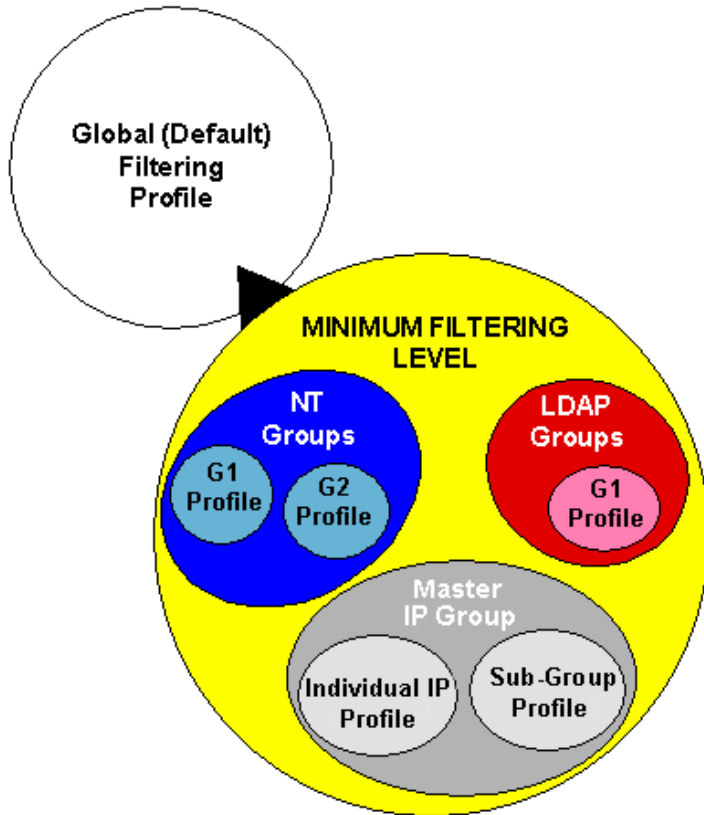 Global (Default)
Filtering
Profile
MINIMUM FILTERING
LEVEL
NT
Groups
G1
Profile
G2
Profile
LDAP
Groups
G1
Profile
Master
IP Group
Individual IP
Profile
Sub-Group
Profile